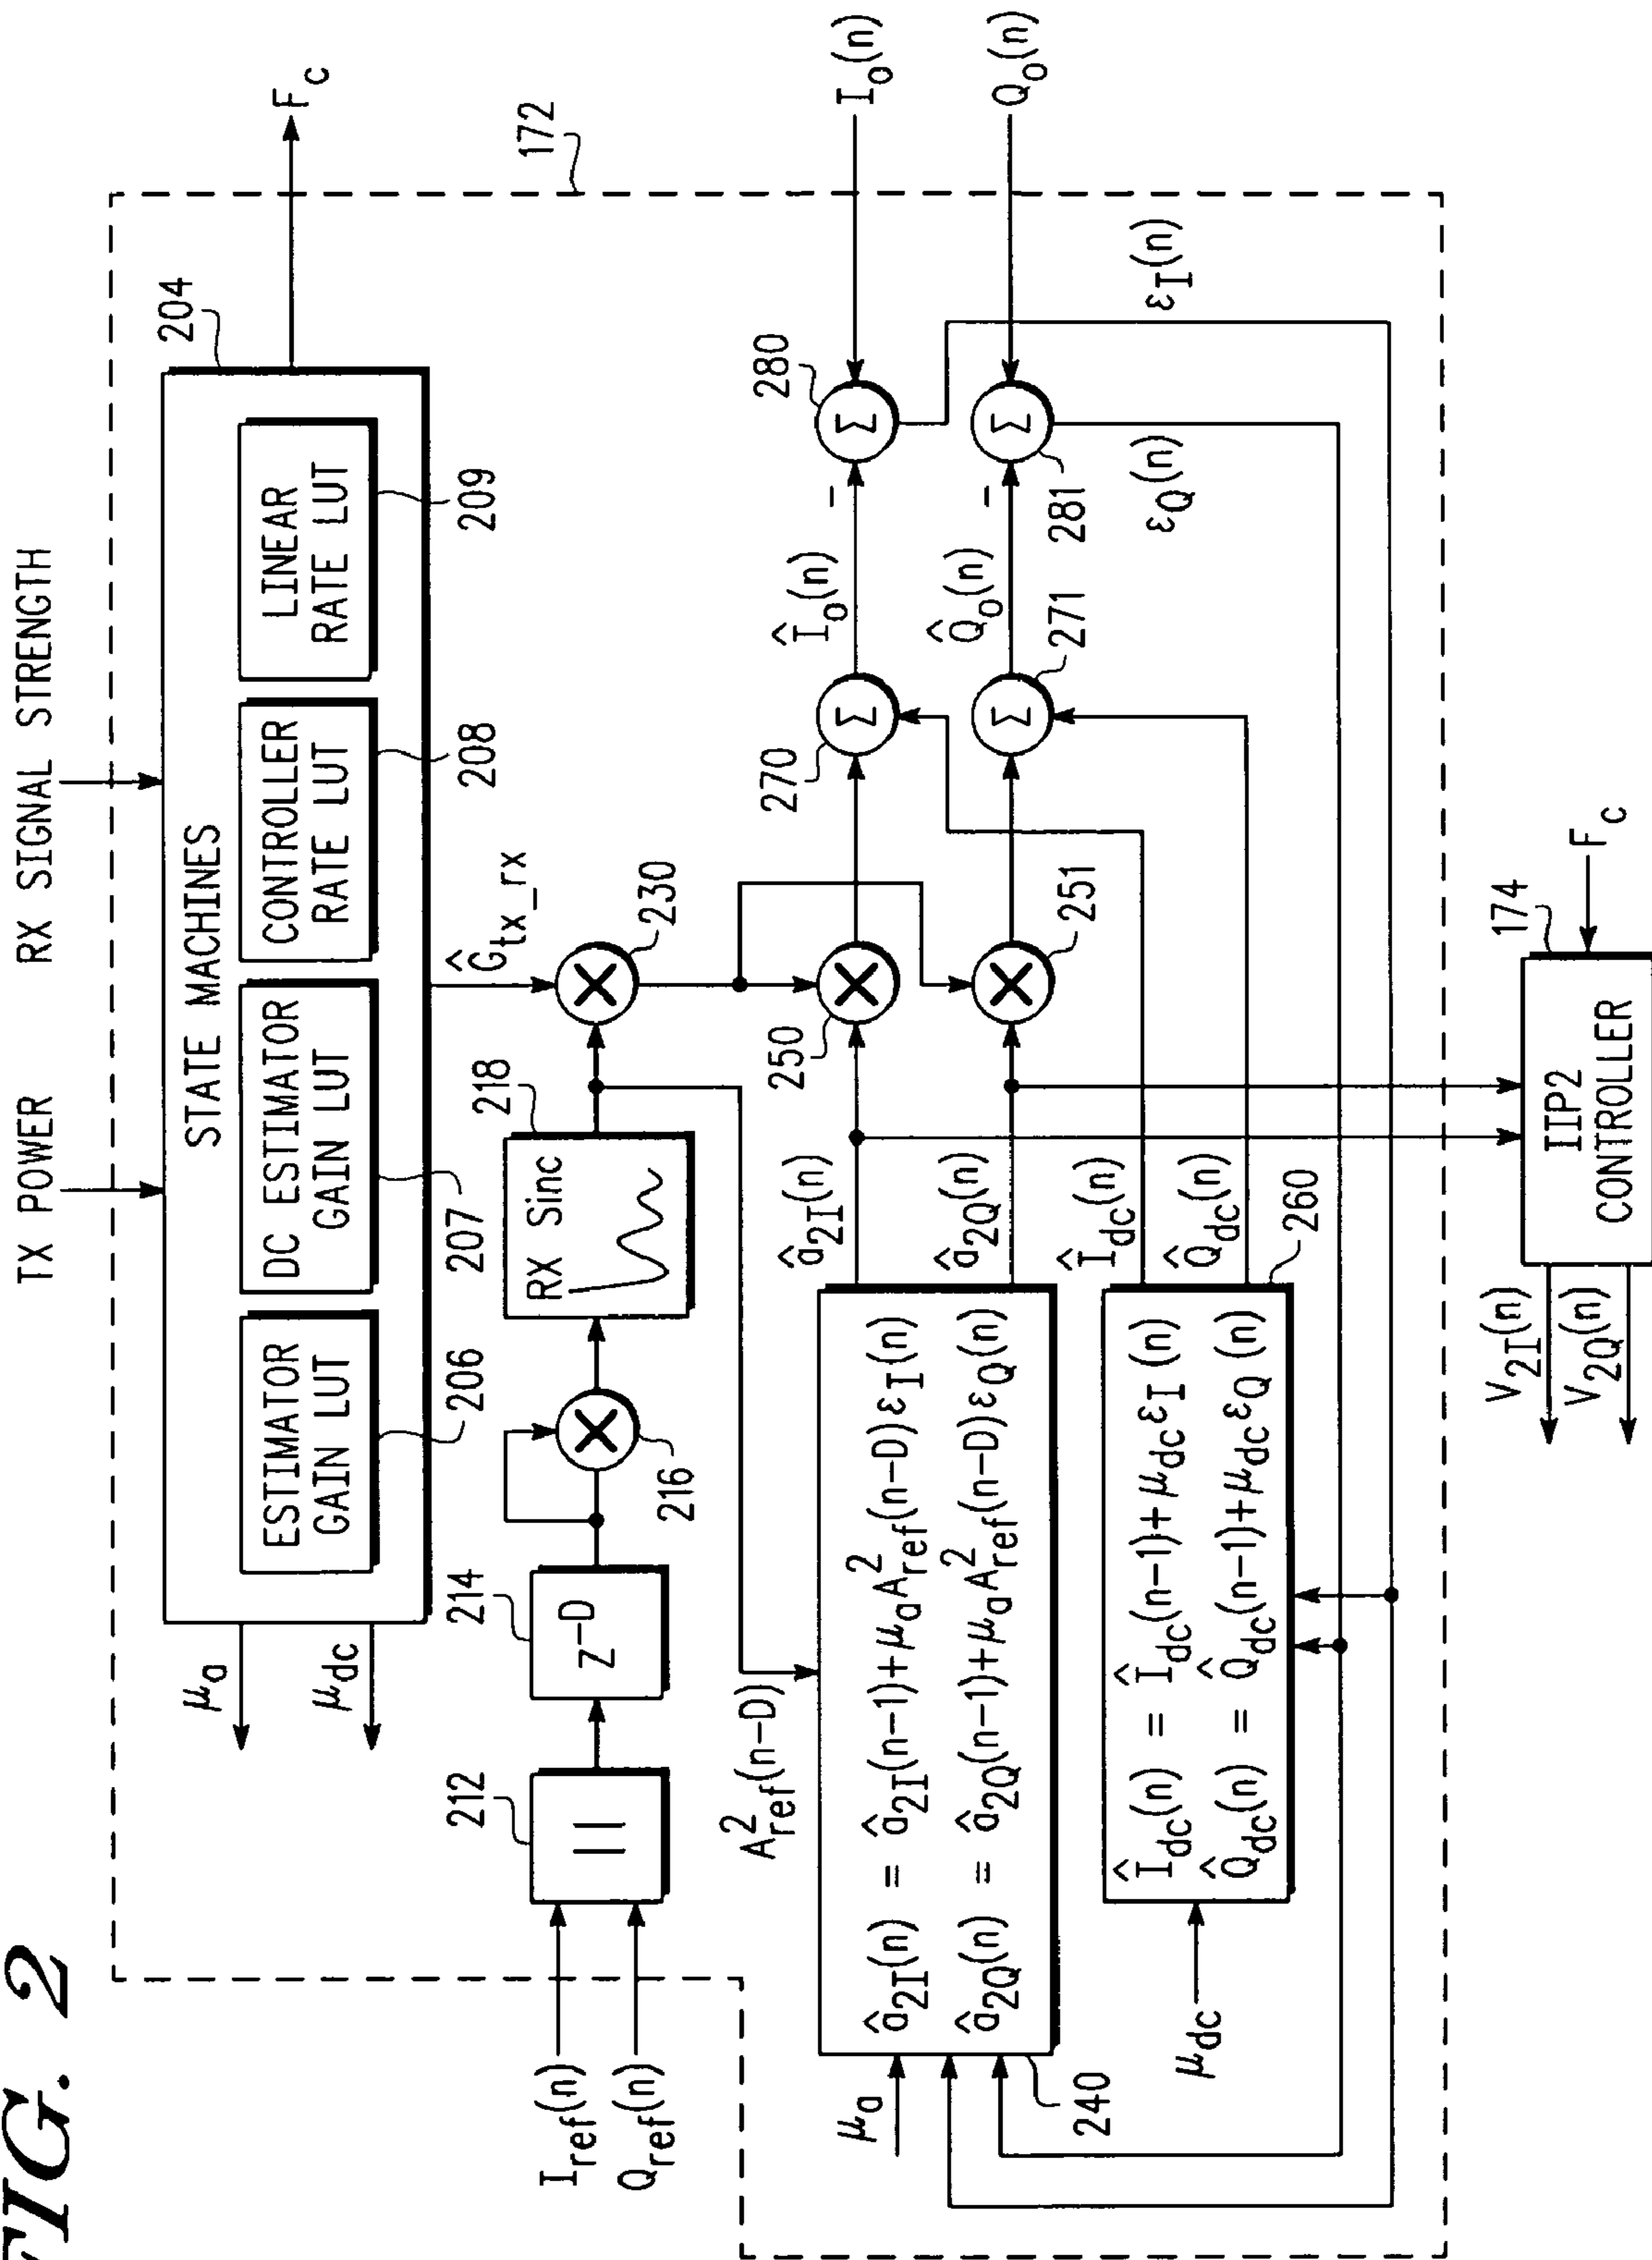 FIG. 2
TX POWER
RX SIGNAL STRENGTH
172
204
STATE MACHINES
ESTIMATOR
GAIN LUT
206
DC ESTIMATOR
GAIN LUT
207
CONTROLLER
RATE LUT
208
LINEAR
RATE LUT
209
F_c
μ_a
μ_dc
Ĝ_tx_rx
I_ref(n)
Q_ref(n)
212
||
214
z^-D
216
×
218
RX Sinc
230
×
A²_ref(n-D)
μ_a
240
â_2I(n) = â_2I(n-1)+μ_a A²_ref(n-D)ε_I(n)
â_2Q(n) = â_2Q(n-1)+μ_a A²_ref(n-D)ε_Q(n)
â_2I(n)
â_2Q(n)
250
×
251
×
270
Σ
271
Σ
Î_o(n)
Q̂_o(n)
−
−
280
Σ
281
Σ
I_o(n)
Q_o(n)
ε_I(n)
ε_Q(n)
μ_dc
Î_dc(n) = Î_dc(n-1)+μ_dc ε_I(n)
Q̂_dc(n) = Q̂_dc(n-1)+μ_dc ε_Q(n)
Î_dc(n)
Q̂_dc(n)
260
174
IIP2
CONTROLLER
F_c
V_2I(n)
V_2Q(n)